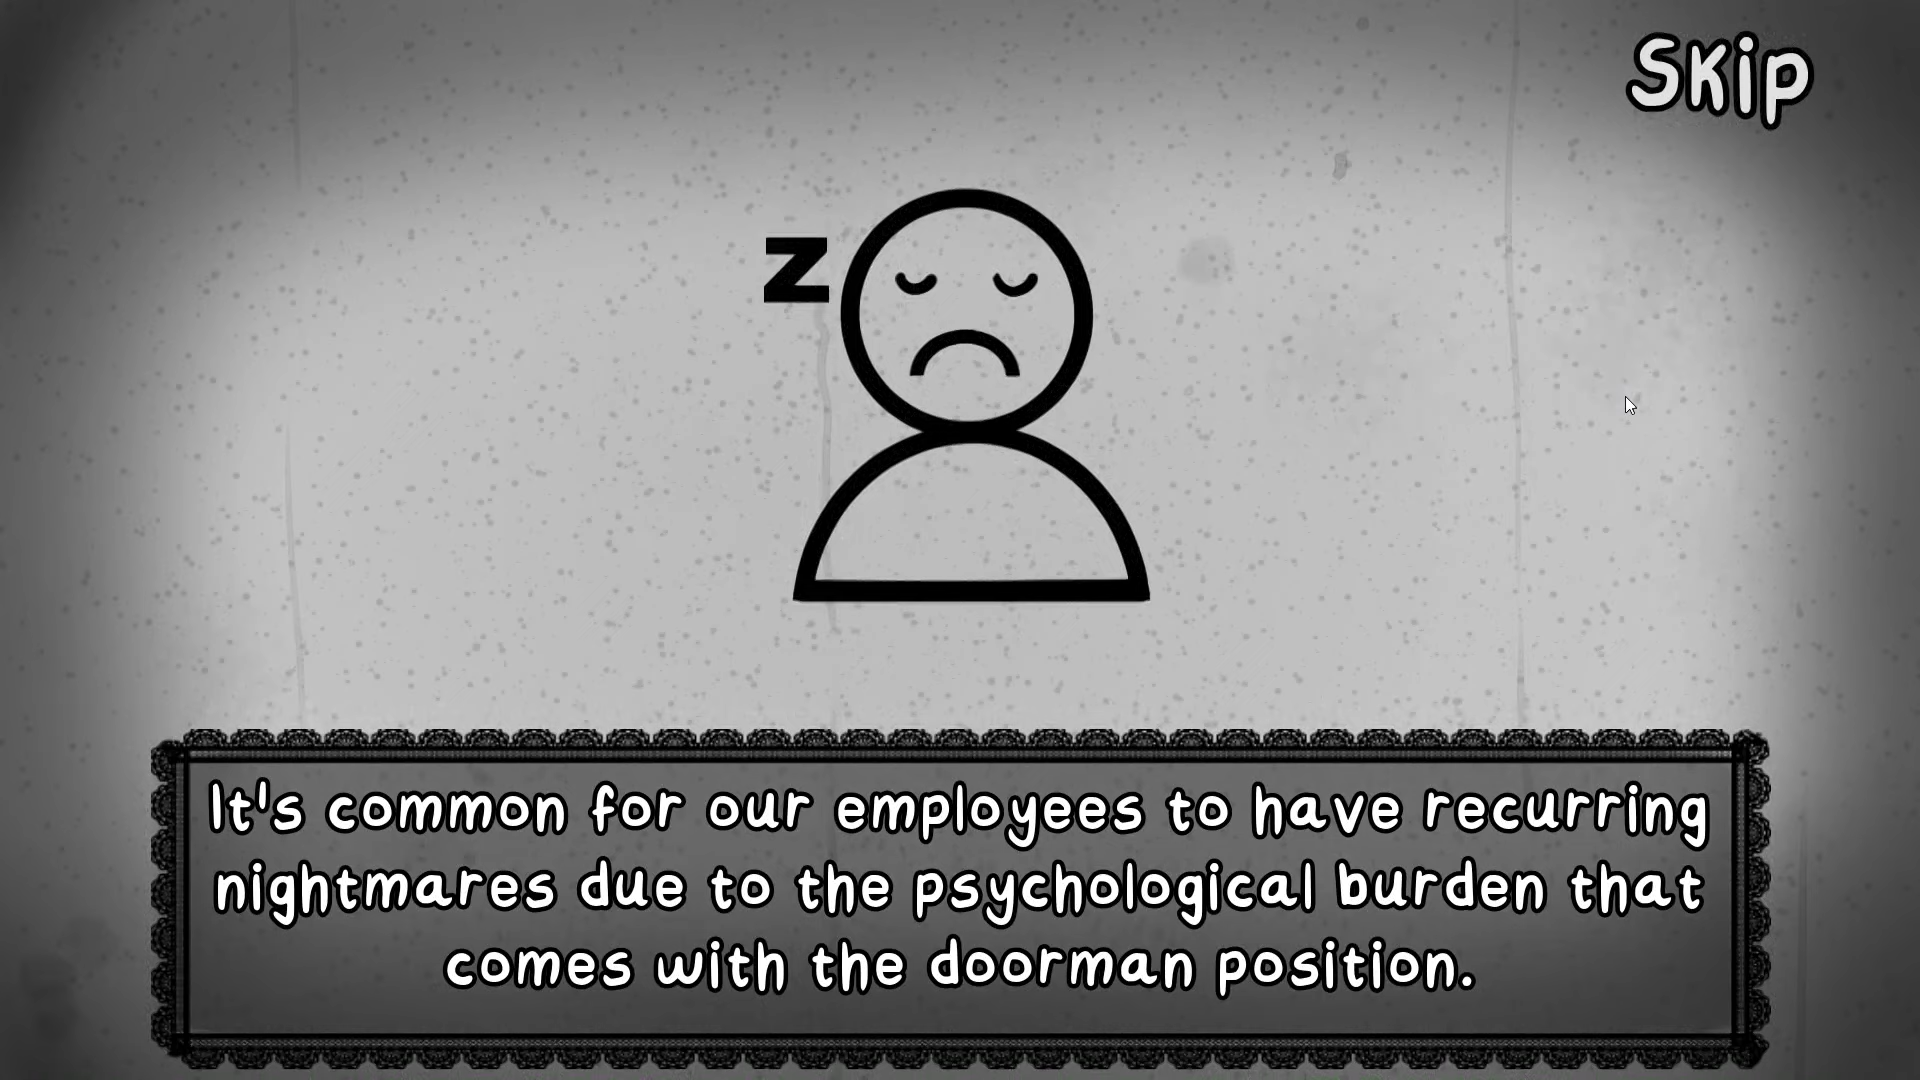 Skip
z
It's common for our employees to have recurring
nightmares due to the psychological burden that
comes with the doorman position.